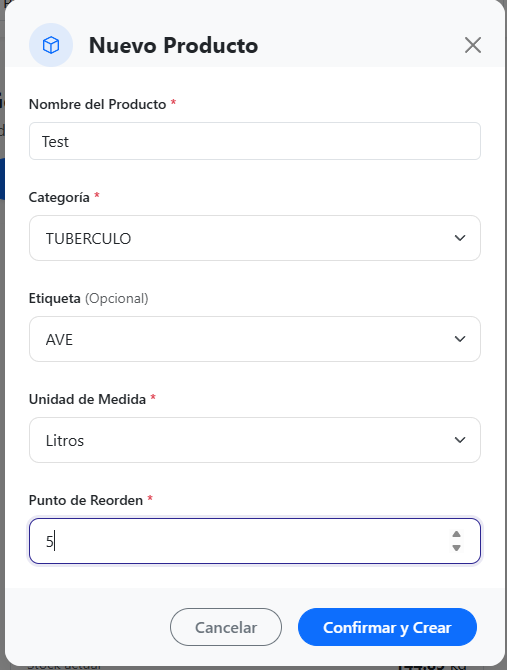 Nuevo Producto
Nombre del Producto *
Test
Categoría *
TUBERCULO
Etiqueta (Opcional)
AVE
Unidad de Medida *
Litros
Punto de Reorden *
5
Cancelar
Confirmar y Crear